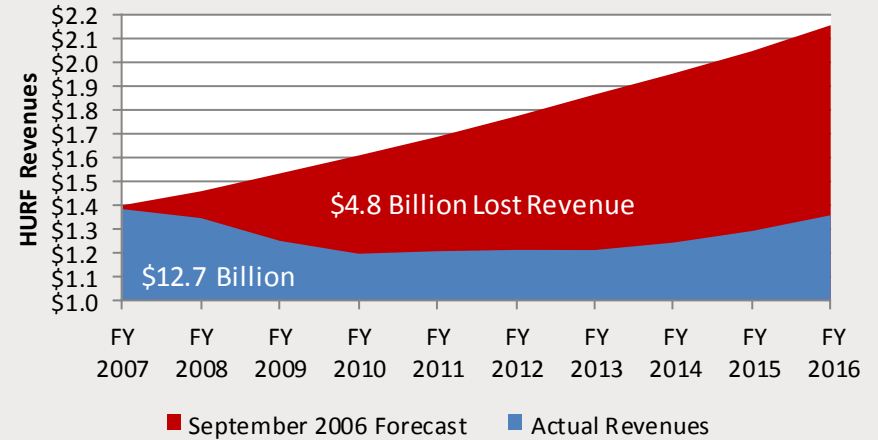 HURF Revenues
$2.2
$2.1
$2.0
$1.9
$1.8
$1.7
$1.6
$1.5
$1.4
$1.3
$1.2
$1.1
$1.0
$4.8 Billion Lost Revenue
$12.7 Billion
FY FY FY FY FY FY FY FY FY FY
2007 2008 2009 2010 2011 2012 2013 2014 2015 2016
September 2006 Forecast Actual Revenues